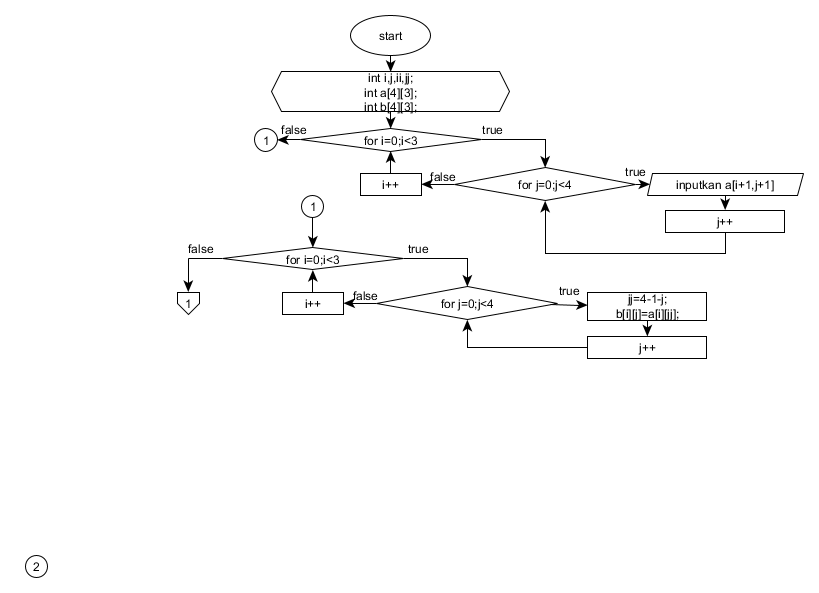 start
int i,j,ii,jj;
int a[4][3];
int b[4][3];
1
false
for i=0;i<3
true
i++
false
for j=0;j<4
true
inputkan a[i+1,j+1]
j++
1
false
for i=0;i<3
true
1
i++
false
for j=0;j<4
true
jj=4-1-j;
b[i][j]=a[i][jj];
j++
2